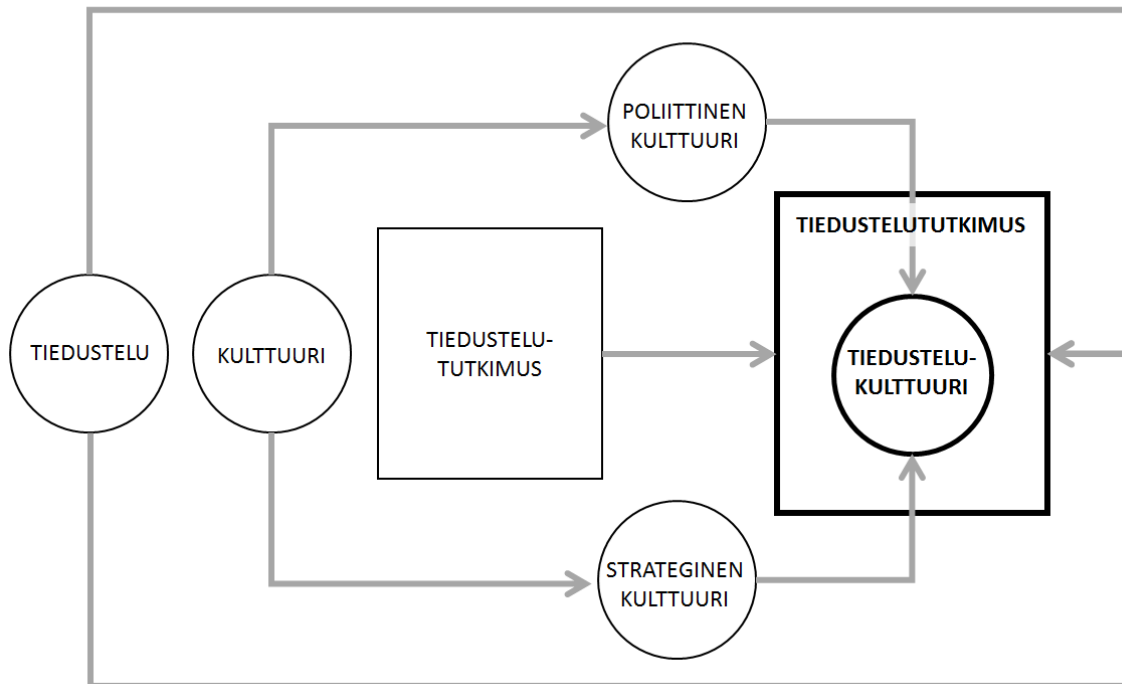 POLIITTINEN
KULTTUURI
TIEDUSTELUTUTKIMUS
TIEDUSTELU
KULTTUURI
TIEDUSTELU-
TUTKIMUS
TIEDUSTELU-
KULTTUURI
STRATEGINEN
KULTTUURI